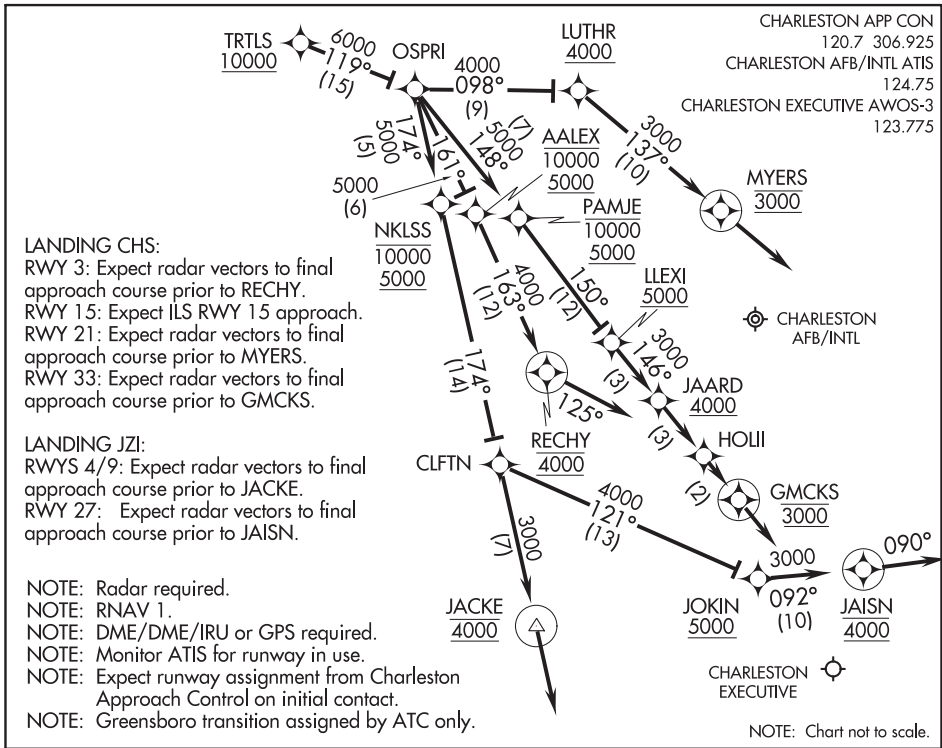 CHARLESTON APP CON
120.7 306.925
CHARLESTON AFB/INTL ATIS
124.75
CHARLESTON EXECUTIVE AWOS-3
123.775
TRTLS
10000
6000
119°
(15)
OSPRI
4000
098°
(9)
LUTHR
4000
3000
137°
(10)
MYERS
3000
174°
5000
(5)
161°
5000
(6)
(7)
5000
148°
AALEX
10000
5000
PAMJE
10000
5000
NKLSS
10000
5000
4000
163°
(12)
150°
(12)
LLEXI
5000
CHARLESTON
AFB/INTL
3000
146°
(3)
JAARD
4000
125°
RECHY
4000
(3)
HOLII
(2)
GMCKS
3000
174°
(14)
CLFTN
4000
121°
(13)
3000
(7)
JACKE
4000
JOKIN
5000
3000
092°
(10)
JAISN
4000
090°
CHARLESTON
EXECUTIVE
LANDING CHS:
RWY 3: Expect radar vectors to final
approach course prior to RECHY.
RWY 15: Expect ILS RWY 15 approach.
RWY 21: Expect radar vectors to final
approach course prior to MYERS.
RWY 33: Expect radar vectors to final
approach course prior to GMCKS.
LANDING JZI:
RWYS 4/9: Expect radar vectors to final
approach course prior to JACKE.
RWY 27: Expect radar vectors to final
approach course prior to JAISN.
NOTE: Radar required.
NOTE: RNAV 1.
NOTE: DME/DME/IRU or GPS required.
NOTE: Monitor ATIS for runway in use.
NOTE: Expect runway assignment from Charleston
Approach Control on initial contact.
NOTE: Greensboro transition assigned by ATC only.
NOTE: Chart not to scale.